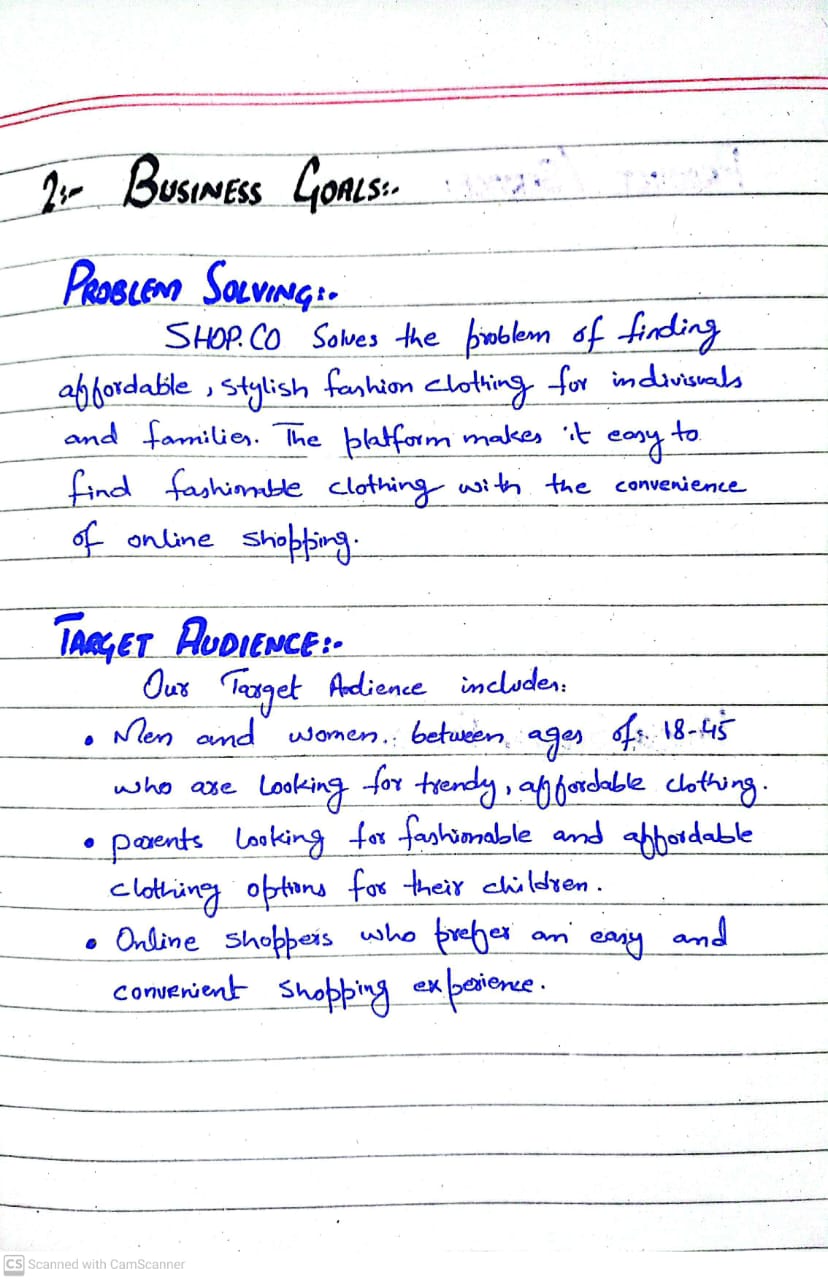 2:- BUSINESS GOALS:-
PROBLEM SOLVING:-
SHOP.CO Solves the problem of finding
affordable, stylish fashion clothing for indivisuals
and families. The platform makes it easy to
find fashionable clothing with the convenience
of online shopping.
TARGET AUDIENCE:-
Our Target Audience includes:
• Men and women between ages of: 18-45
who are looking for trendy, affordable clothing.
• parents looking for fashionable and affordable
clothing options for their children.
• Online shoppers who prefer an easy and
convenient shopping experience.
CS Scanned with CamScanner